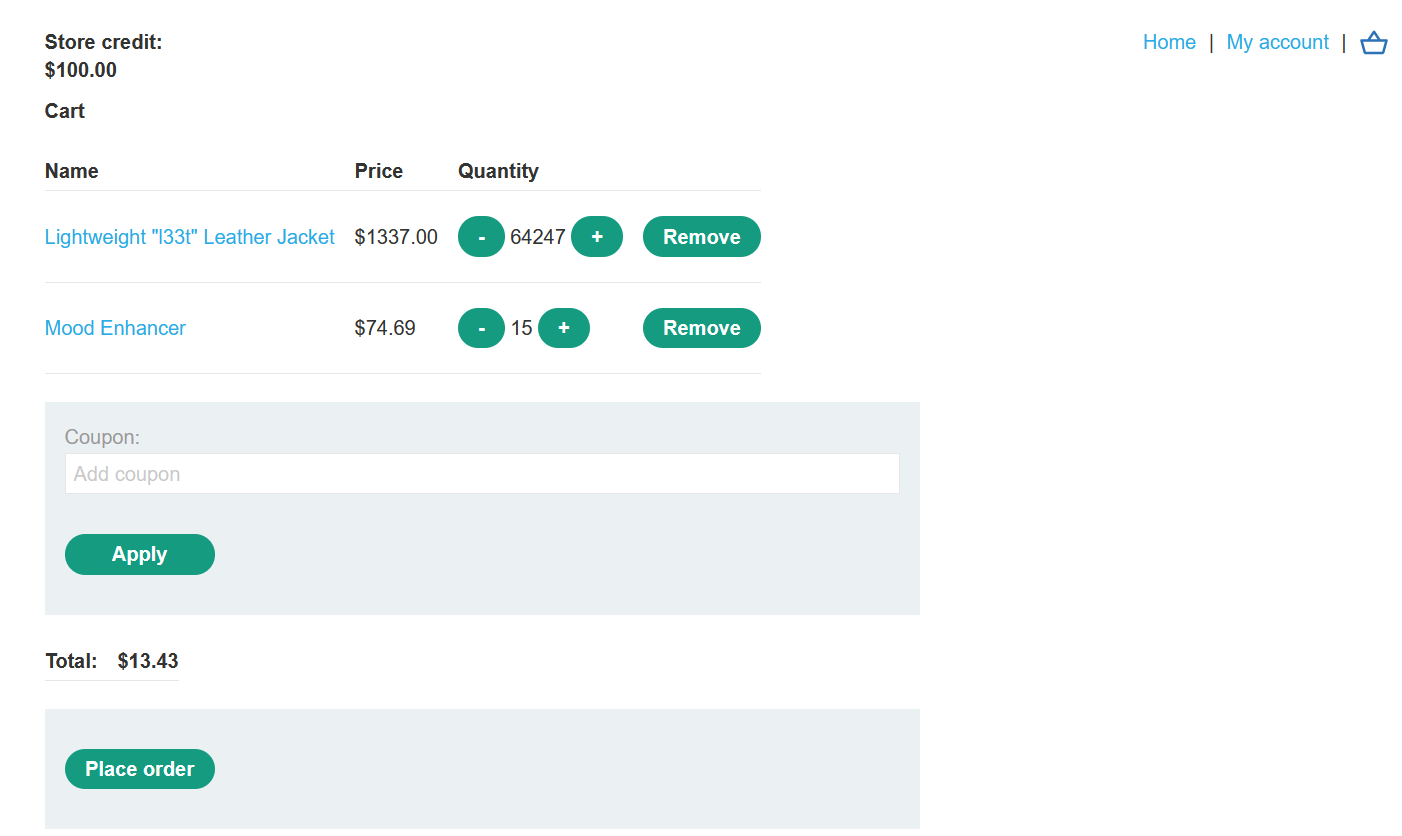 Store credit:
$100.00
Home | My account |
Cart
Name Price Quantity
Lightweight "l33t" Leather Jacket $1337.00 - 64247 + Remove
Mood Enhancer $74.69 - 15 + Remove
Coupon:
Add coupon
Apply
Total: $13.43
Place order